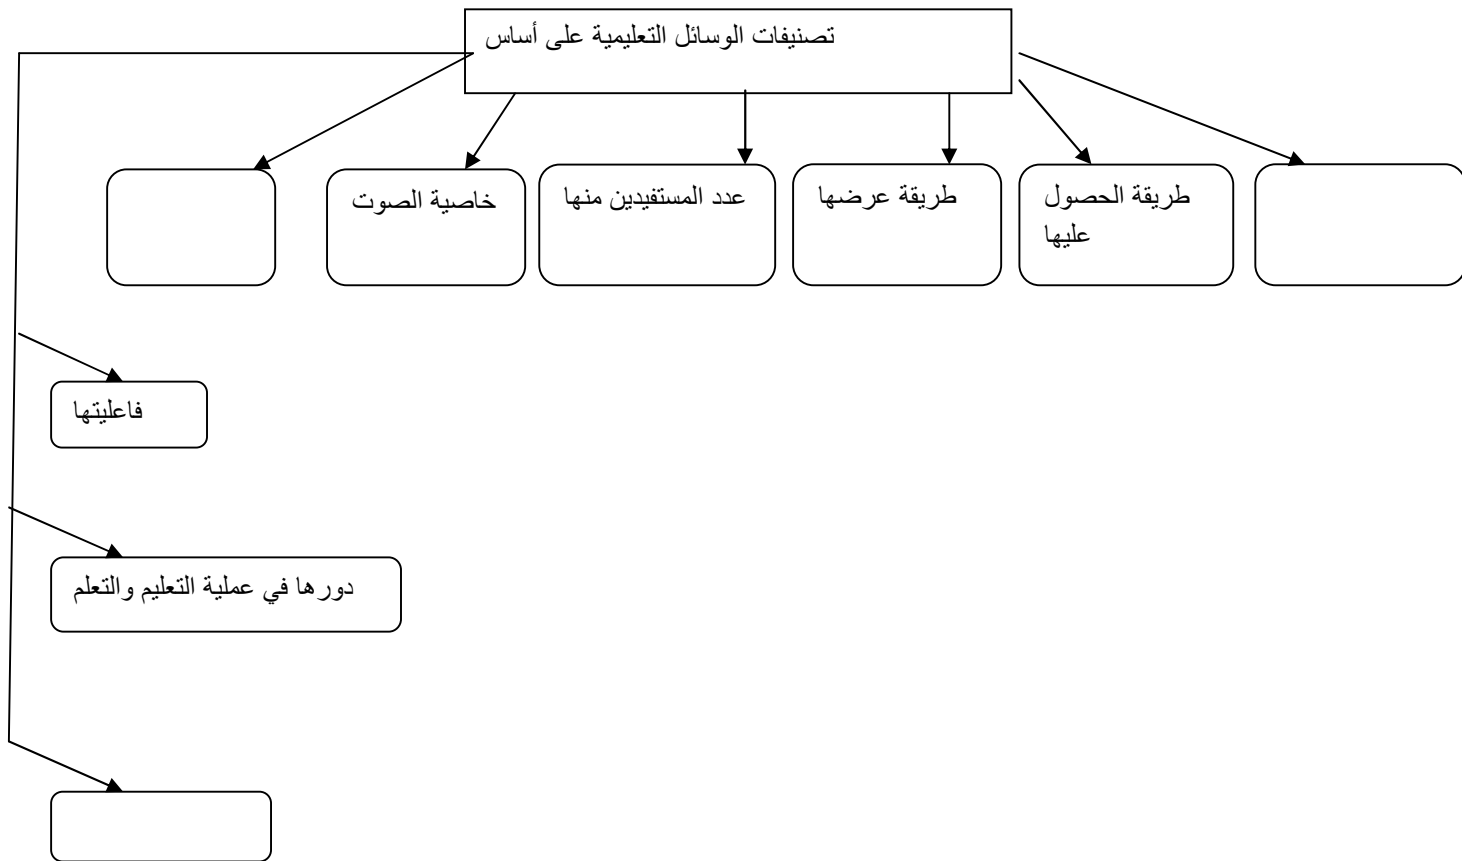 تصنيفات الوسائل التعليمية على أساس
طريقة الحصول
عليها
طريقة عرضها
عدد المستفيدين منها
خاصية الصوت
فاعليتها
دورها في عملية التعليم والتعلم